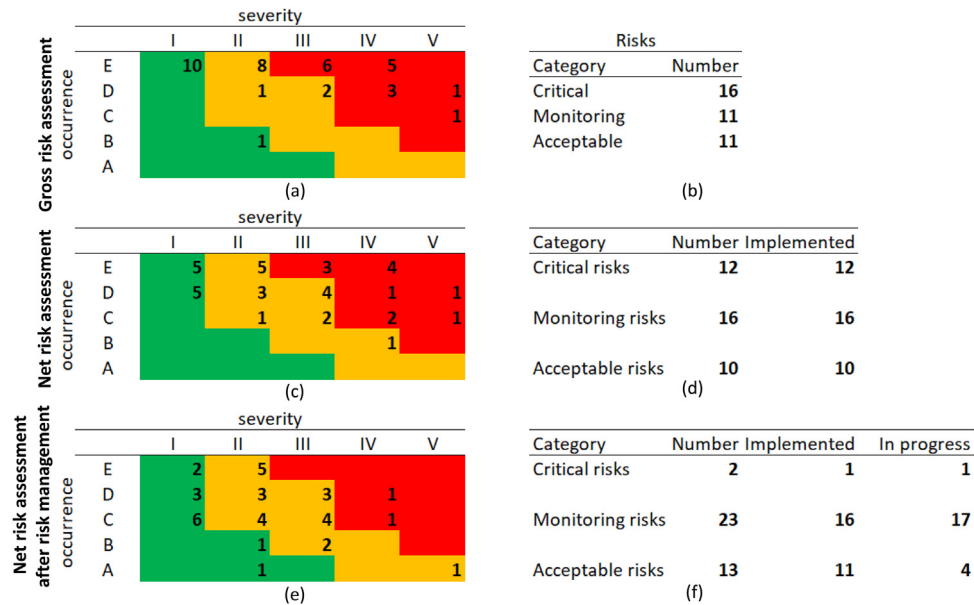 severity
I II III IV V
Gross risk assessment
occurrence
E 10 8 6 5
D 1 2 3 1
C 1
B 1
A
(a)
Risks
Category Number
Critical 16
Monitoring 11
Acceptable 11
(b)
severity
I II III IV V
Net risk assessment
occurrence
E 5 5 3 4
D 5 3 4 1 1
C 1 2 2 1
B 1
A
(c)
Category Number Implemented
Critical risks 12 12
Monitoring risks 16 16
Acceptable risks 10 10
(d)
severity
I II III IV V
Net risk assessment
after risk management
occurrence
E 2 5
D 3 3 3 1
C 6 4 4 1
B 1 2
A 1 1
(e)
Category Number Implemented In progress
Critical risks 2 1 1
Monitoring risks 23 16 17
Acceptable risks 13 11 4
(f)